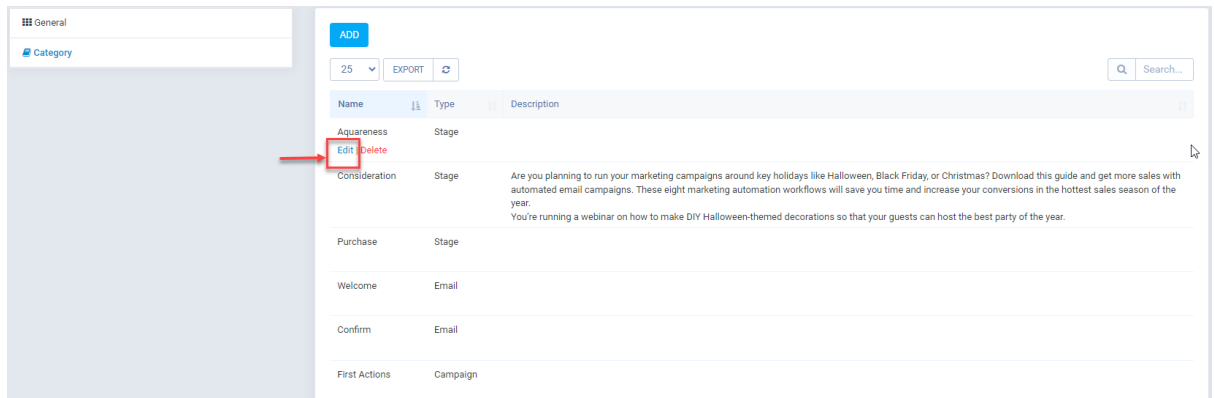 General
Category
ADD
25 EXPORT
Search...
Name Type Description
Aquareness Stage
Edit | Delete
Consideration Stage Are you planning to run your marketing campaigns around key holidays like Halloween, Black Friday, or Christmas? Download this guide and get more sales with
automated email campaigns. These eight marketing automation workflows will save you time and increase your conversions in the hottest sales season of the
year.
You're running a webinar on how to make DIY Halloween-themed decorations so that your guests can host the best party of the year.
Purchase Stage
Welcome Email
Confirm Email
First Actions Campaign